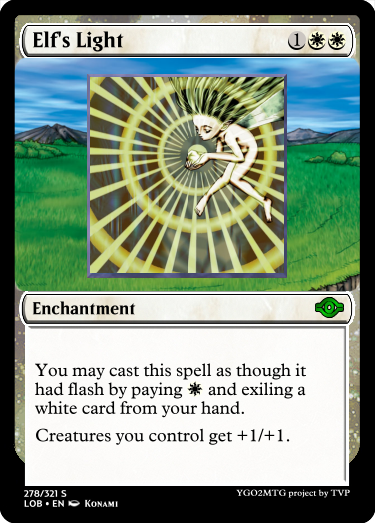 Elf's Light 1
Enchantment
You may cast this spell as though it
had flash by paying and exiling a
white card from your hand.
Creatures you control get +1/+1.
278/321 S
LOB • EN Konami
YGO2MTG project by TVP